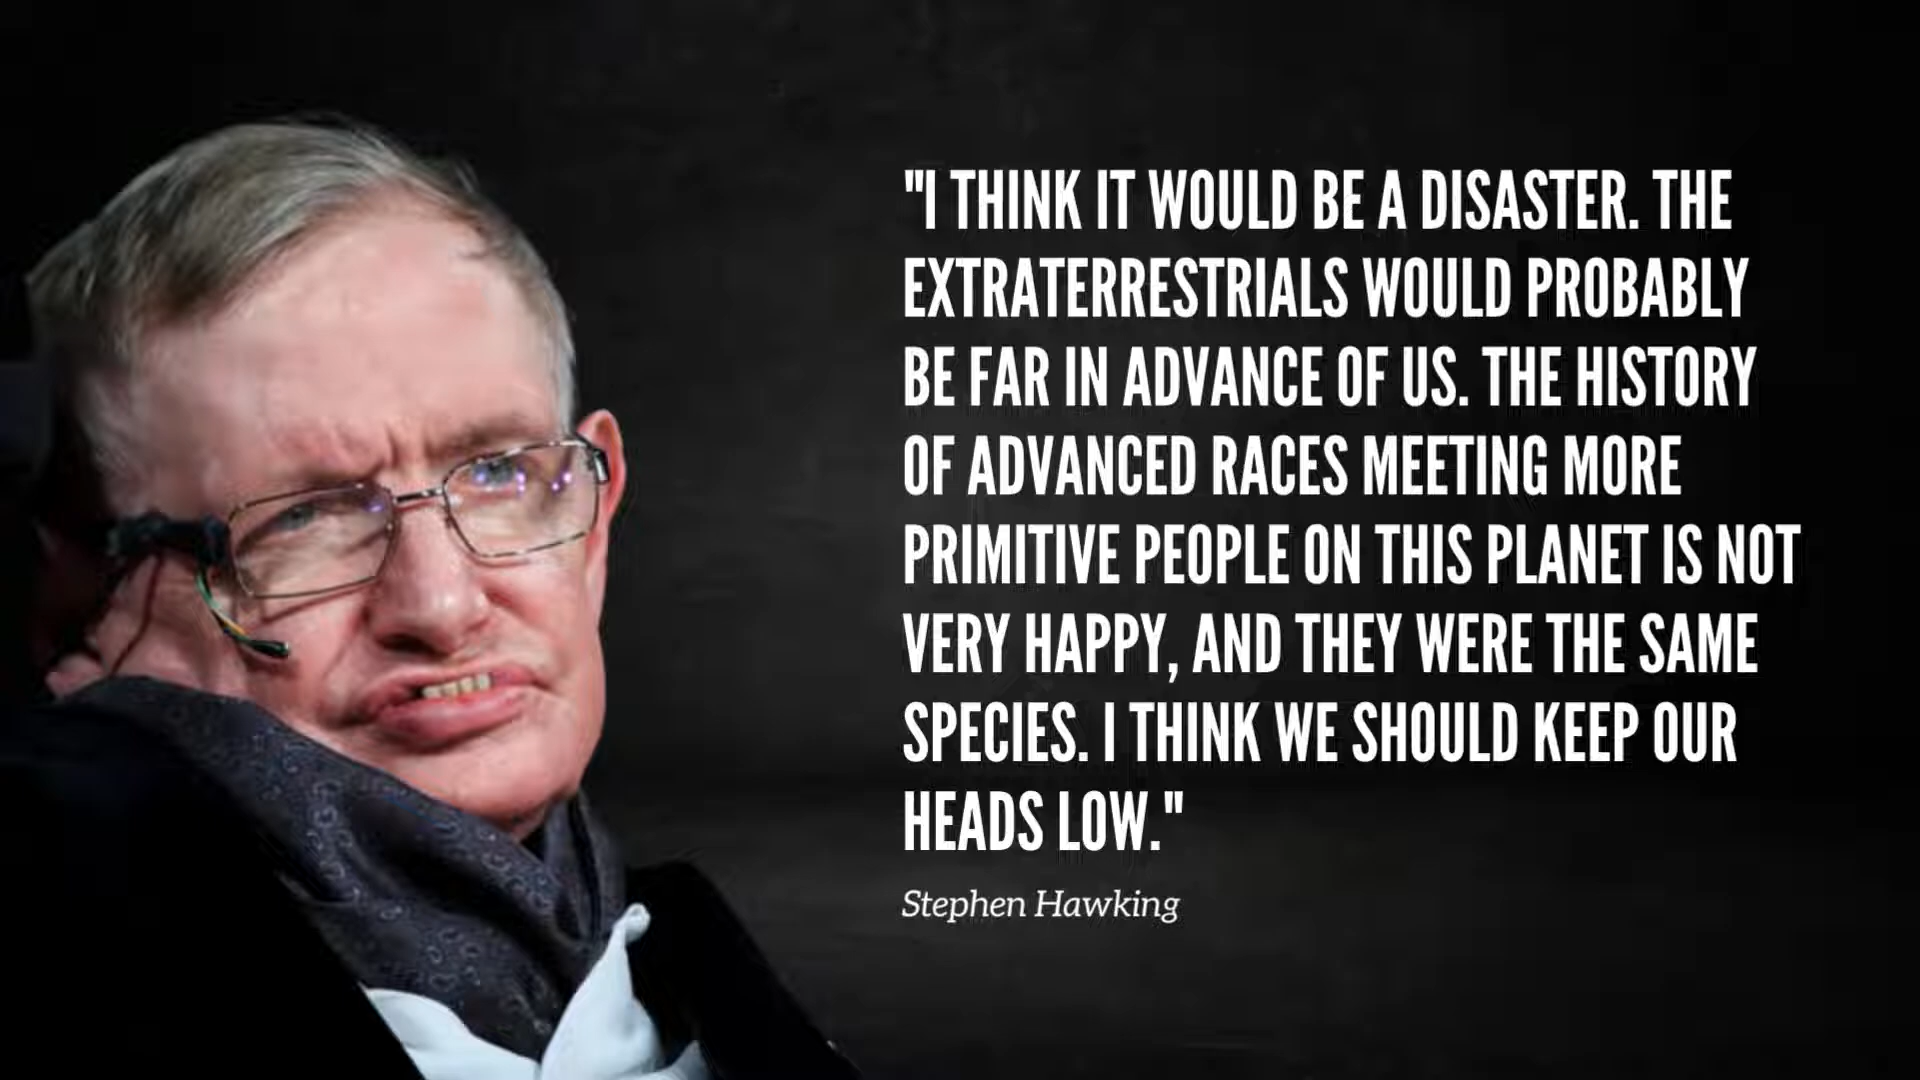 "I THINK IT WOULD BE A DISASTER. THE
EXTRATERRESTRIALS WOULD PROBABLY
BE FAR IN ADVANCE OF US. THE HISTORY
OF ADVANCED RACES MEETING MORE
PRIMITIVE PEOPLE ON THIS PLANET IS NOT
VERY HAPPY, AND THEY WERE THE SAME
SPECIES. I THINK WE SHOULD KEEP OUR
HEADS LOW."
Stephen Hawking